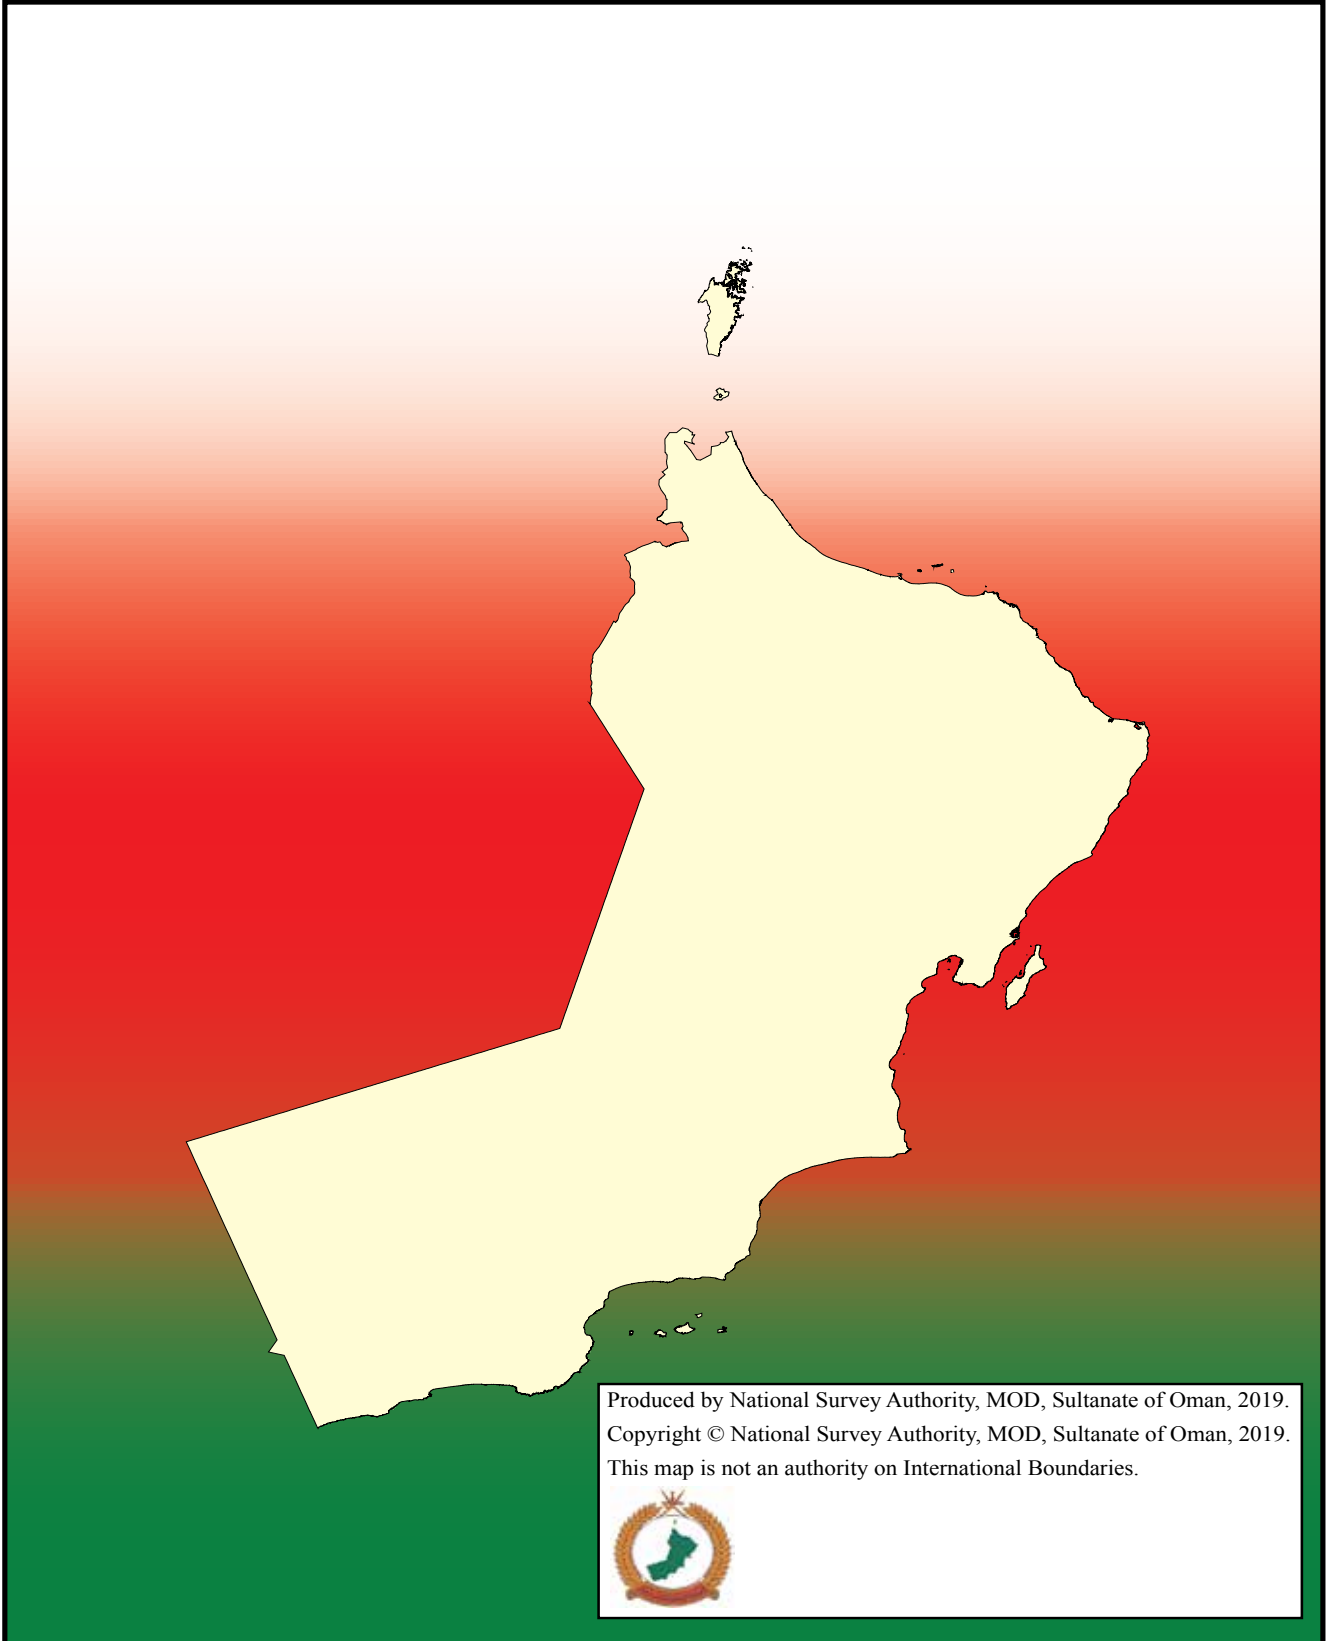 Produced by National Survey Authority, MOD, Sultanate of Oman, 2019.
Copyright © National Survey Authority, MOD, Sultanate of Oman, 2019.
This map is not an authority on International Boundaries.